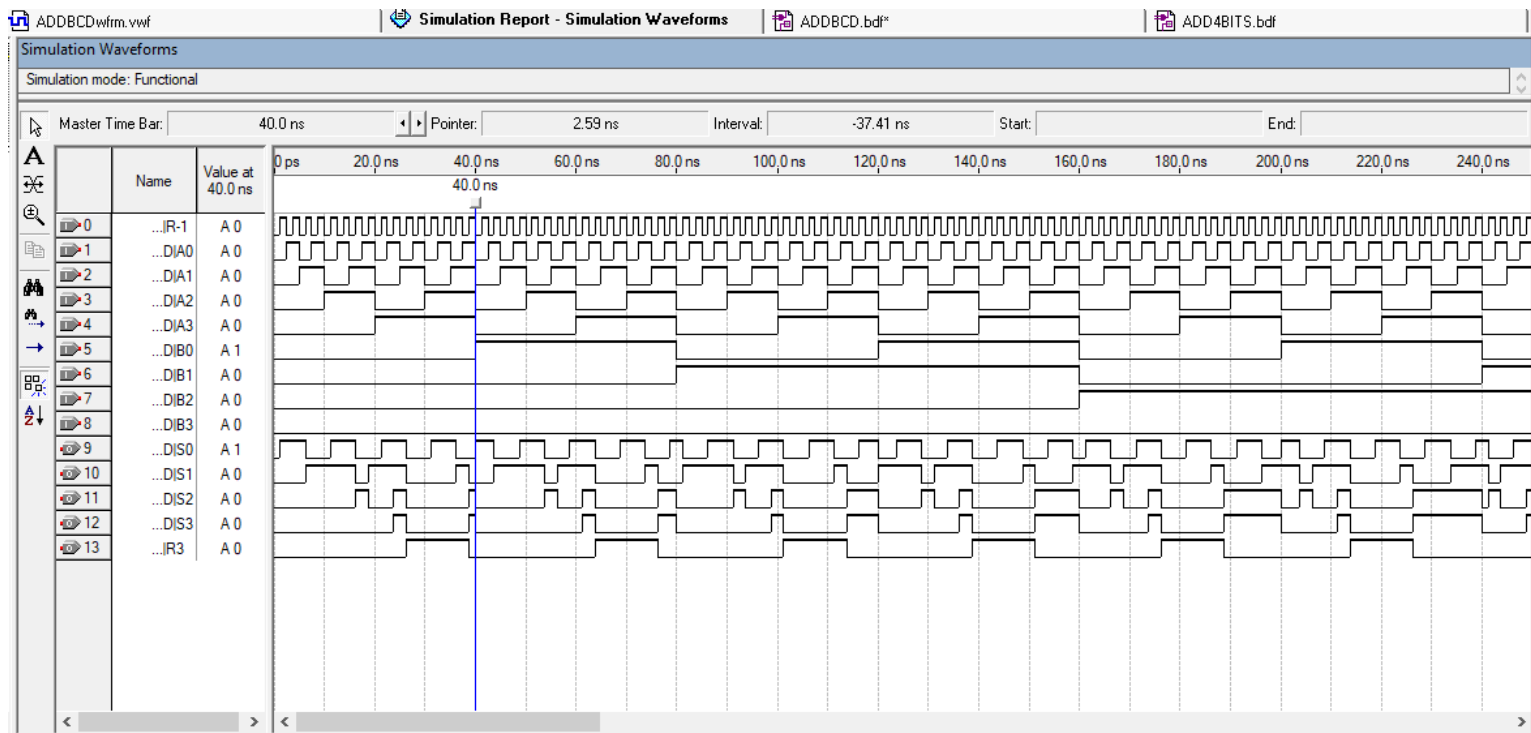 ADDBCDwfrm.vwf Simulation Report - Simulation Waveforms ADDBCD.bdf* ADD4BITS.bdf
Simulation Waveforms
Simulation mode: Functional
Master Time Bar: 40.0 ns Pointer: 2.59 ns Interval: -37.41 ns Start: End:
Name Value at 40.0 ns 0 ps 20.0 ns 40.0 ns 60.0 ns 80.0 ns 100.0 ns 120.0 ns 140.0 ns 160.0 ns 180.0 ns 200.0 ns 220.0 ns 240.0 ns
40.0 ns
0 ...|R-1 A 0
1 ...D|A0 A 0
2 ...D|A1 A 0
3 ...D|A2 A 0
4 ...D|A3 A 0
5 ...D|B0 A 1
6 ...D|B1 A 0
7 ...D|B2 A 0
8 ...D|B3 A 0
9 ...D|S0 A 1
10 ...D|S1 A 0
11 ...D|S2 A 0
12 ...D|S3 A 0
13 ...|R3 A 0